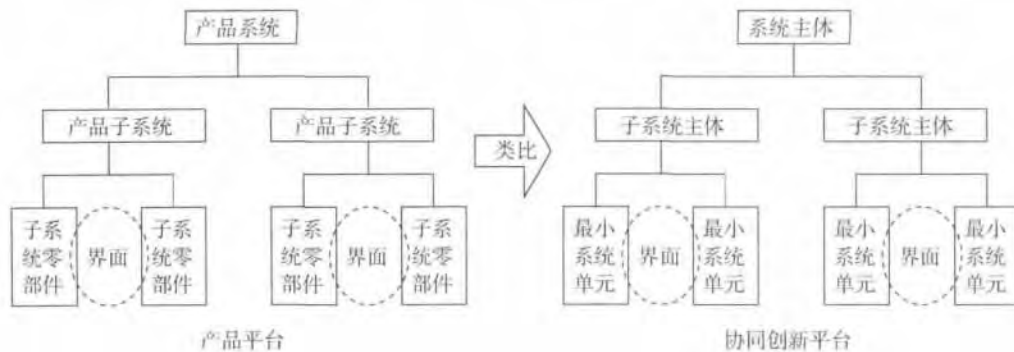 产品系统
系统主体
产品子系统
产品子系统
类比
子系统主体
子系统主体
子系
统零
部件
界面
子系
统零
部件
子系
统零
部件
界面
子系
统零
部件
最小
系统
单元
界面
最小
系统
单元
最小
系统
单元
界面
最小
系统
单元
产品平台
协同创新平台